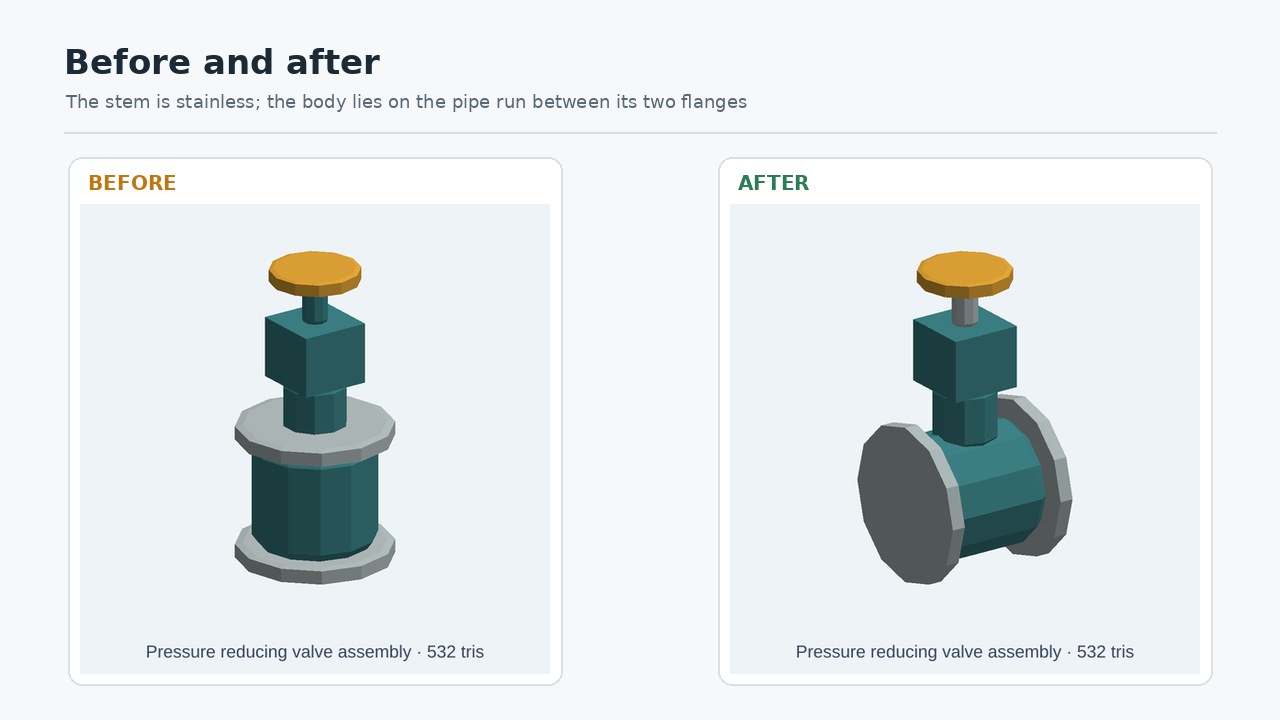 Before and after
The stem is stainless; the body lies on the pipe run between its two flanges
BEFORE
Pressure reducing valve assembly · 532 tris
AFTER
Pressure reducing valve assembly · 532 tris